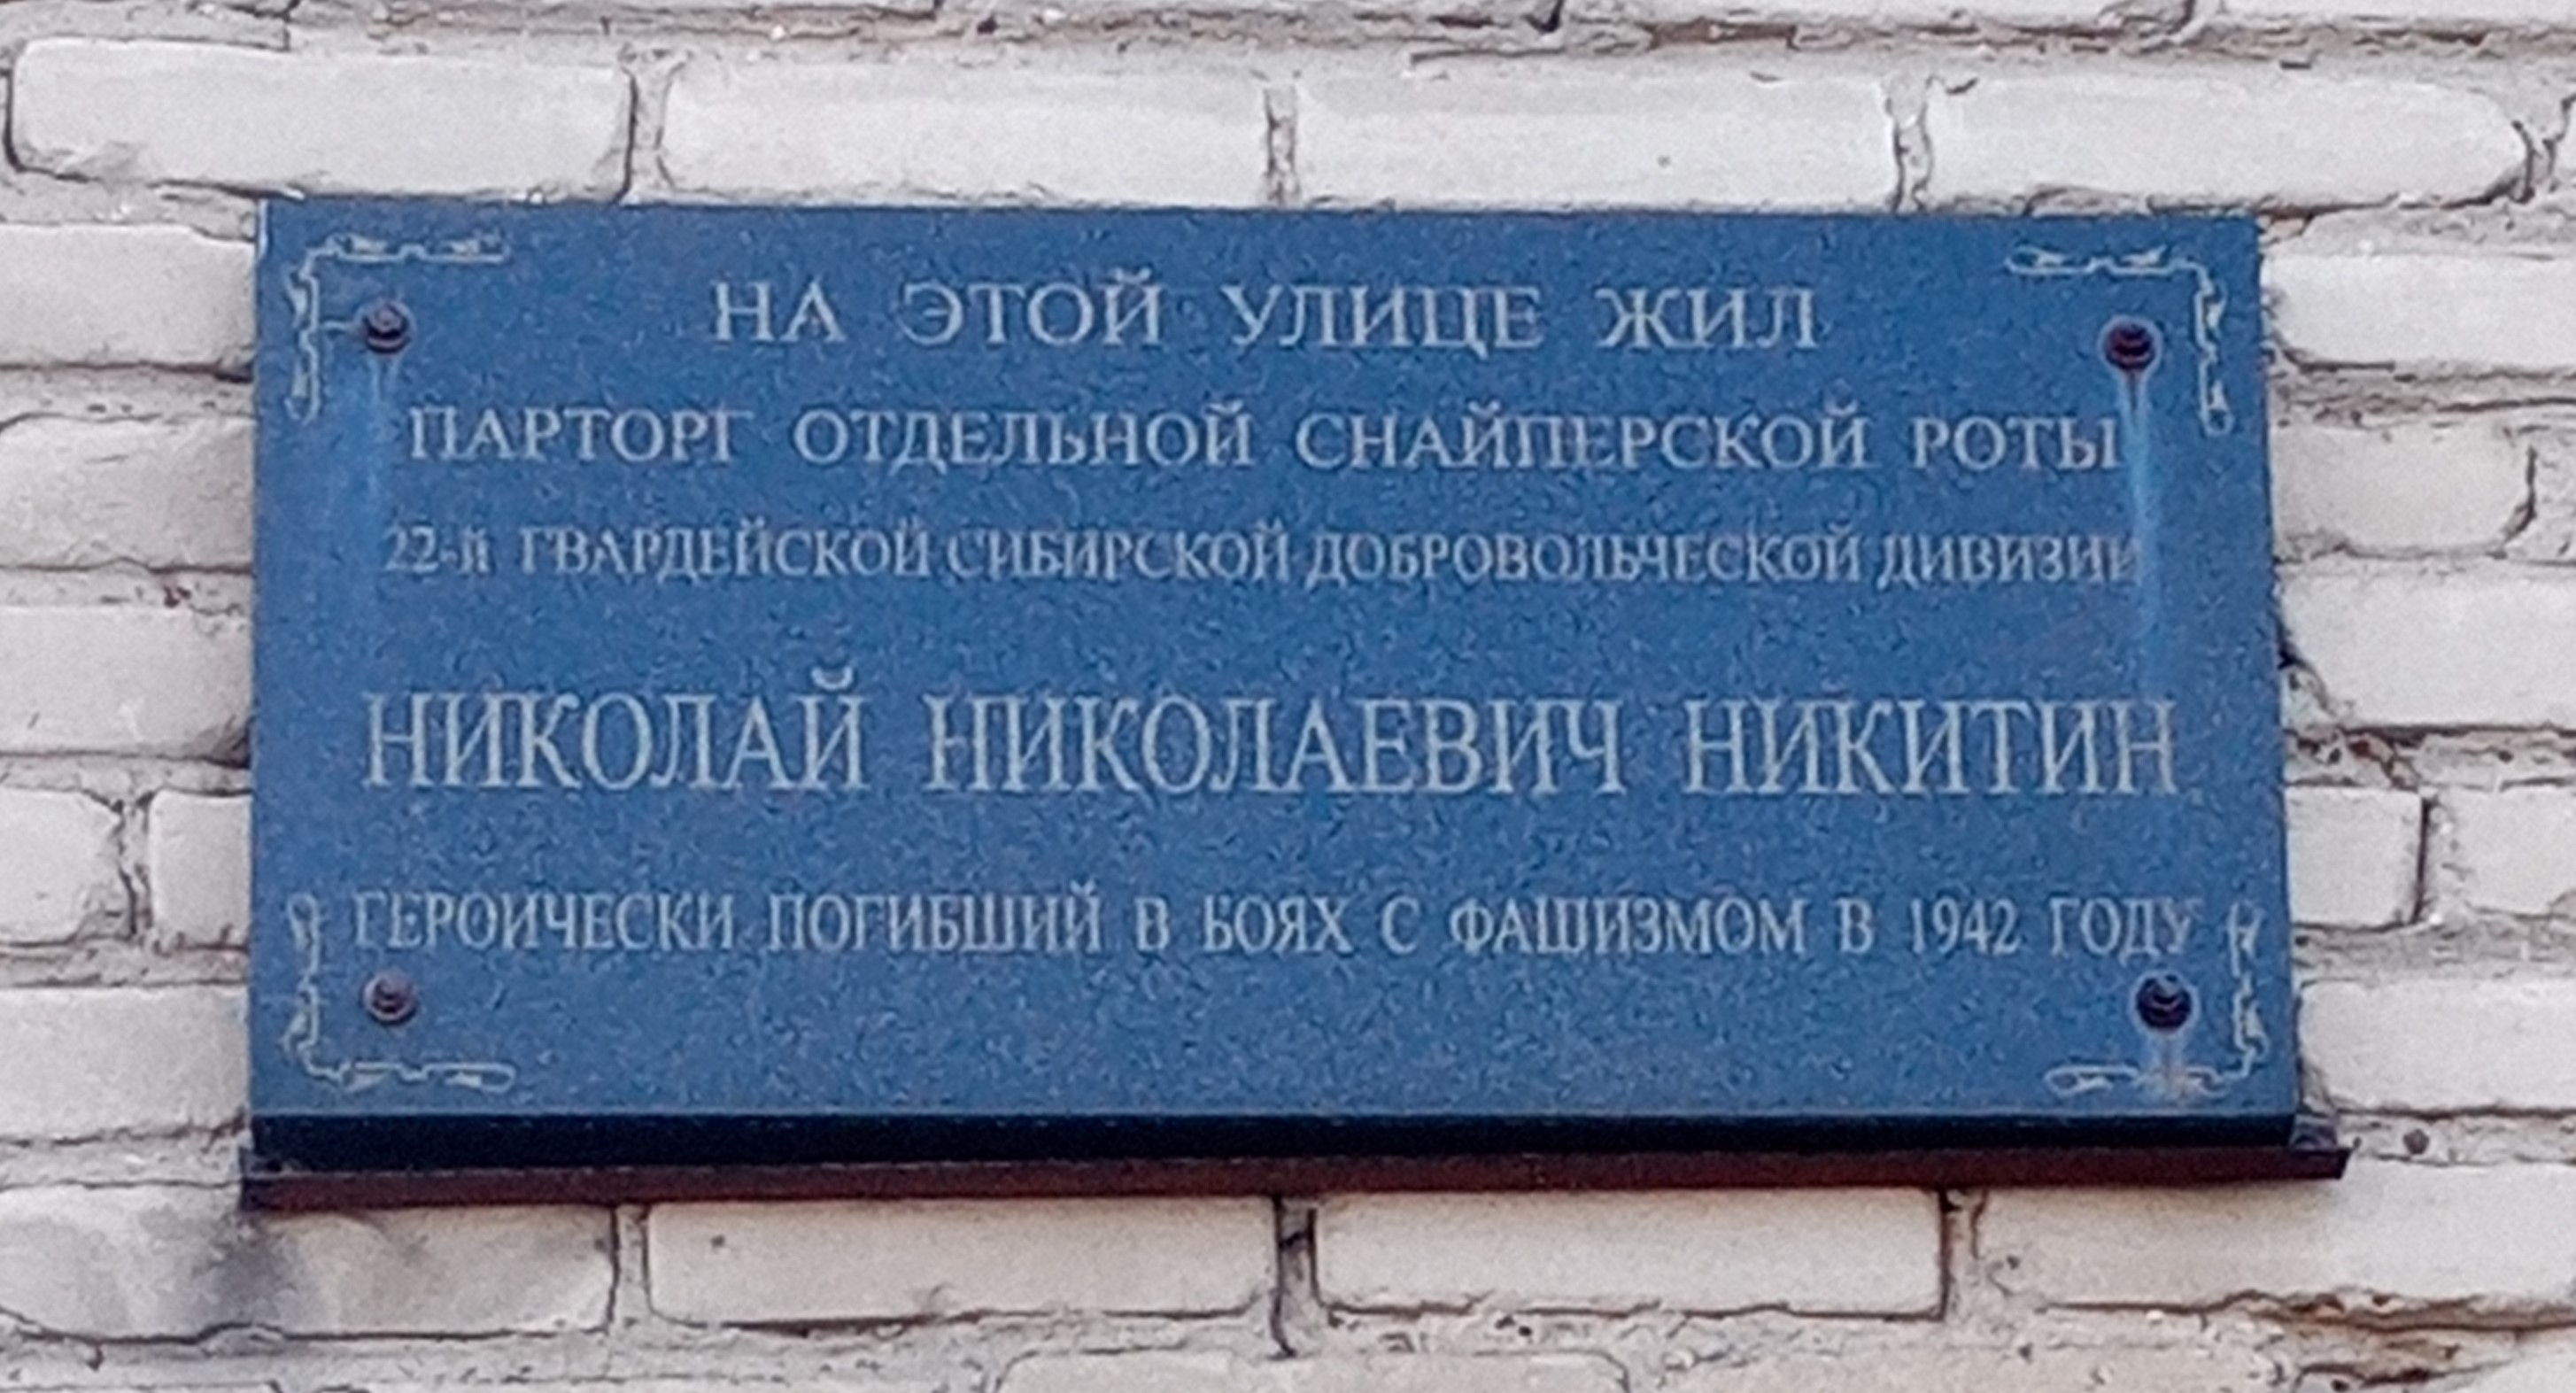 НА ЭТОЙ УЛИЦЕ ЖИЛ
ПАРТОРГ ОТДЕЛЬНОЙ СНАЙПЕРСКОЙ РОТЫ
22-й ГВАРДЕЙСКОЙ СИБИРСКОЙ ДОБРОВОЛЬЧЕСКОЙ ДИВИЗИИ
НИКОЛАЙ НИКОЛАЕВИЧ НИКИТИН
ГЕРОИЧЕСКИ ПОГИБШИЙ В БОЯХ С ФАШИЗМОМ В 1942 ГОДУ